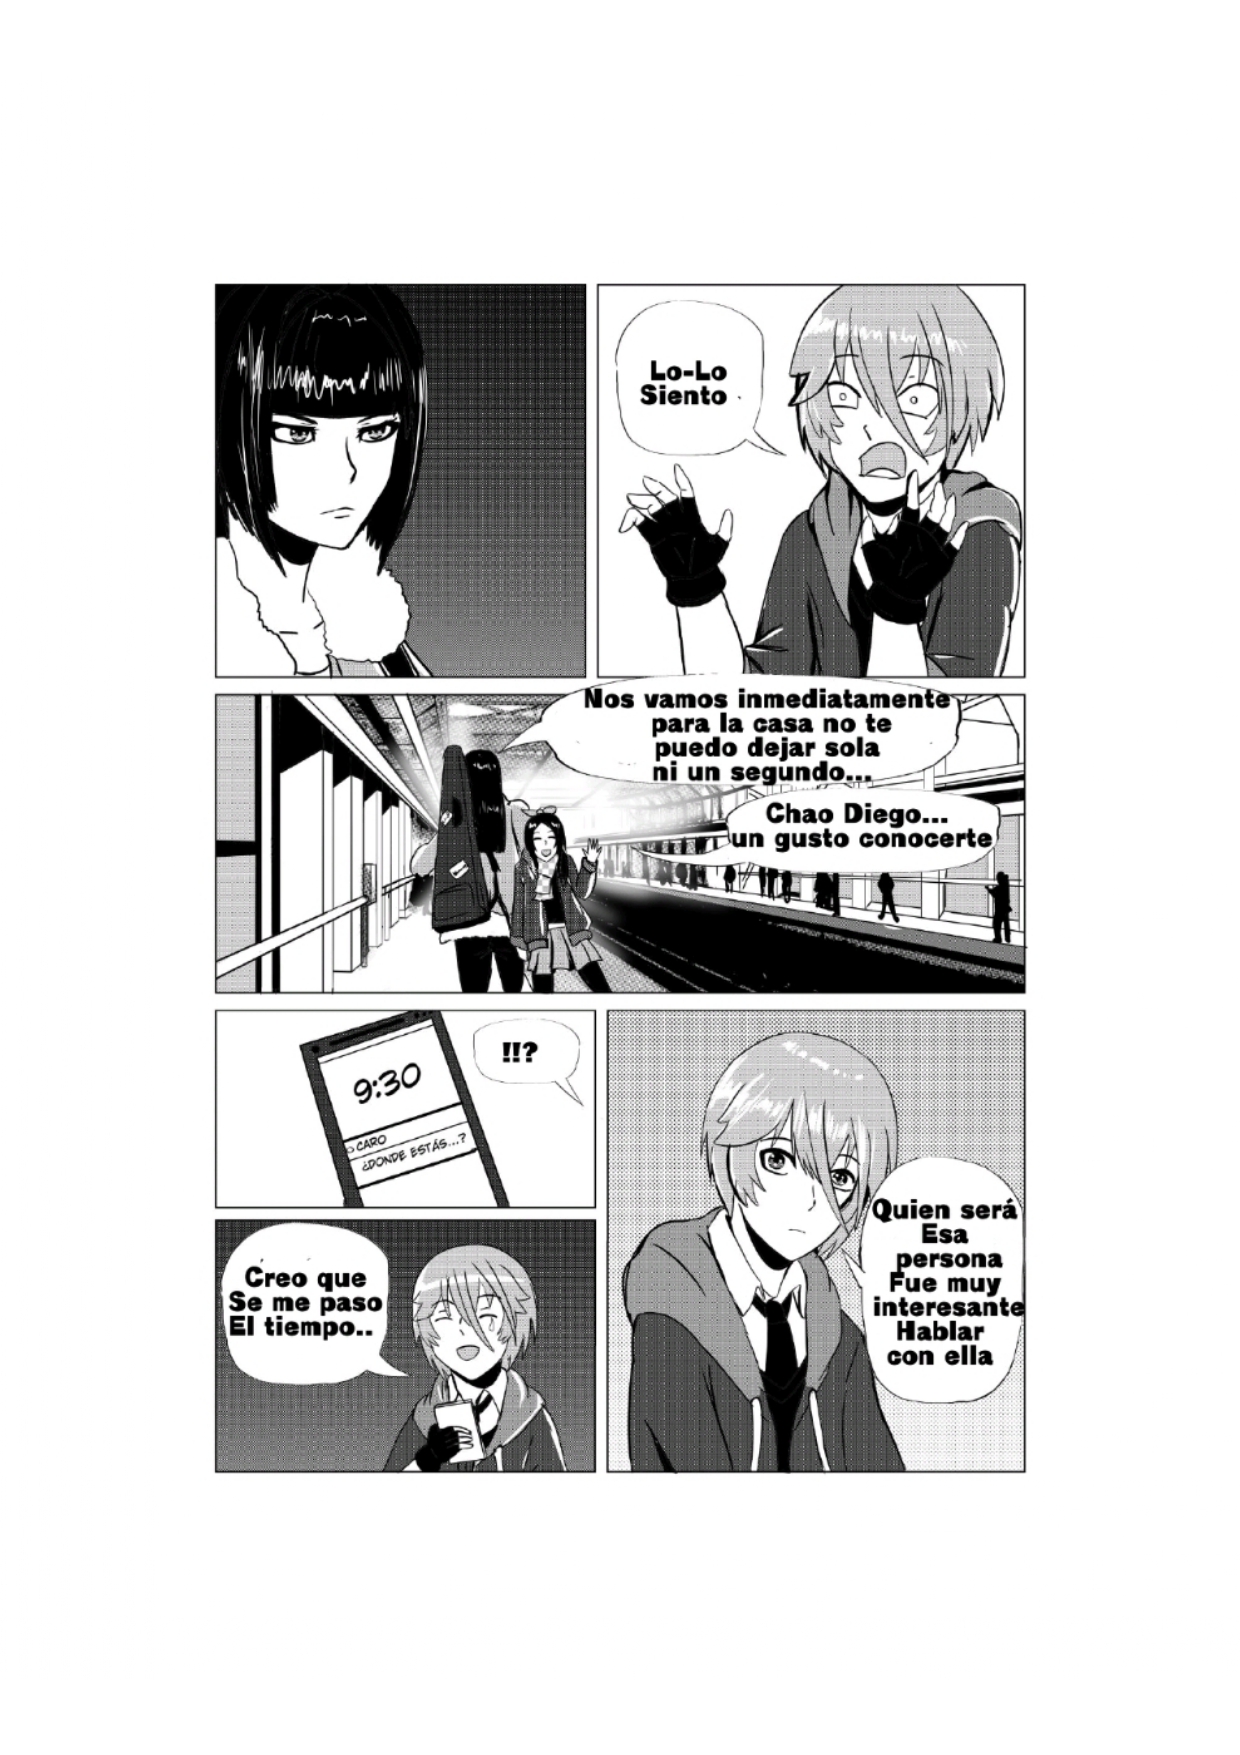 Lo-Lo
Siento
Nos vamos inmediatamente
para la casa no te
puedo dejar sola
ni un segundo...
Chao Diego...
un gusto conocerte
!!?
9:30
CARO
¿DONDE ESTÁS...?
Creo que
Se me paso
El tiempo..
Quien será
Esa
persona
Fue muy
interesante
Hablar
con ella